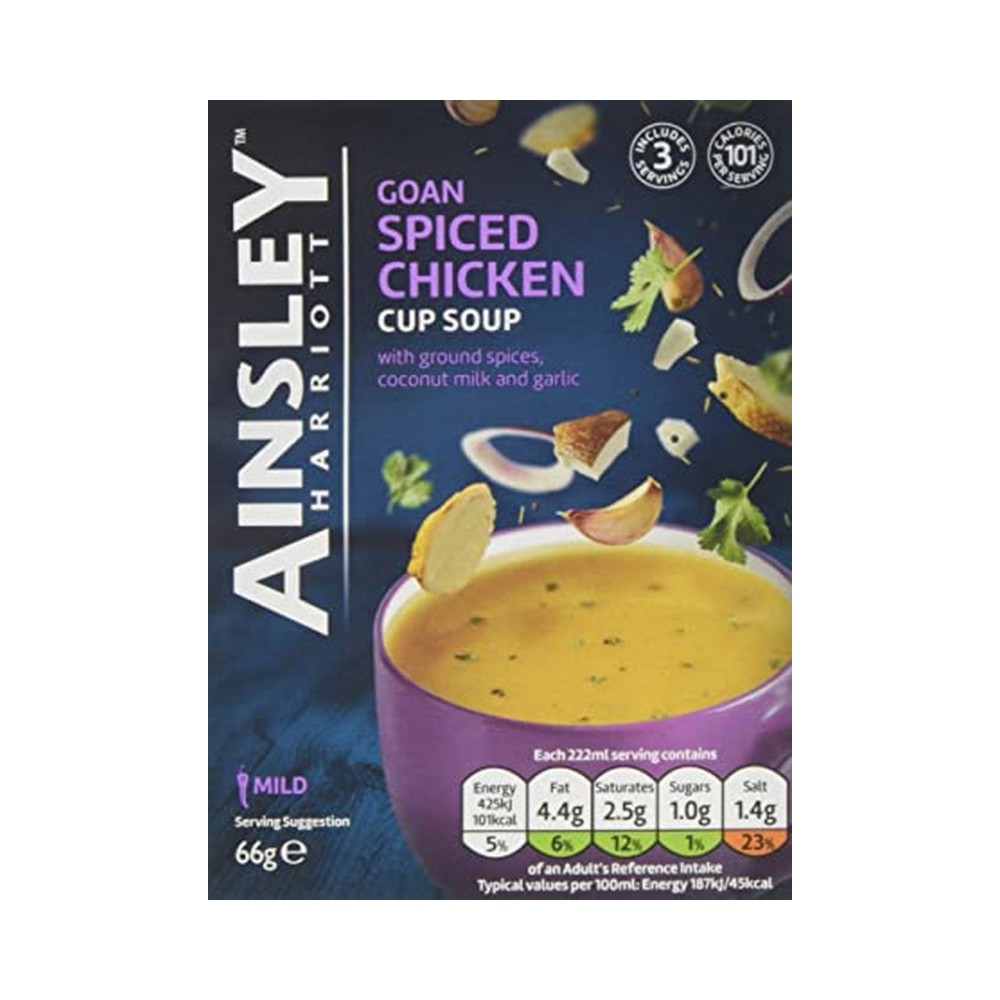 AINSLEY™
HARRIOTT
INCLUDES
3
SERVINGS
CALORIES
101
PER SERVING
GOAN
SPICED
CHICKEN
CUP SOUP
with ground spices,
coconut milk and garlic
MILD
Serving Suggestion
66g e
Each 222ml serving contains
Energy Fat Saturates Sugars Salt
425kJ
101kcal 4.4g 2.5g 1.0g 1.4g
5% 6% 12% 1% 23%
of an Adult's Reference Intake
Typical values per 100ml: Energy 187kJ/45kcal